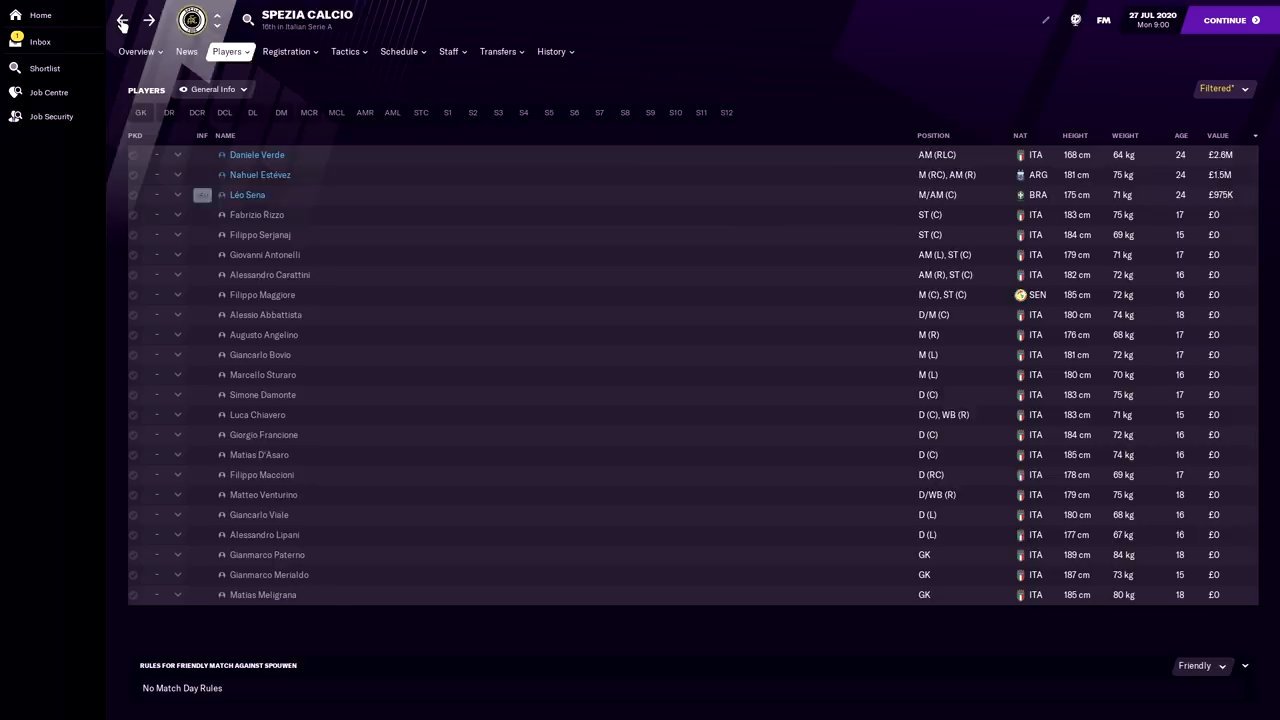 Home
Inbox
1
Shortlist
Job Centre
Job Security
SPEZIA CALCIO
16th in Italian Serie A
FM
27 JUL 2020
Mon 9:00
CONTINUE
Overview News Players Registration Tactics Schedule Staff Transfers History
PLAYERS General Info Filtered*
GK DR DCR DCL DL DM MCR MCL AMR AML STC S1 S2 S3 S4 S5 S6 S7 S8 S9 S10 S11 S12
PKD INF NAME POSITION NAT HEIGHT WEIGHT AGE VALUE
- Daniele Verde AM (RLC) ITA 168 cm 64 kg 24 £2.6M
- Nahuel Estévez M (RC), AM (R) ARG 181 cm 75 kg 24 £1.5M
- Léo Sena M/AM (C) BRA 175 cm 71 kg 24 £975K
- Fabrizio Rizzo ST (C) ITA 183 cm 75 kg 17 £0
- Filippo Serjanaj ST (C) ITA 184 cm 69 kg 15 £0
- Giovanni Antonelli AM (L), ST (C) ITA 179 cm 71 kg 17 £0
- Alessandro Carattini AM (R), ST (C) ITA 182 cm 72 kg 16 £0
- Filippo Maggiore M (C), ST (C) SEN 185 cm 72 kg 16 £0
- Alessio Abbattista D/M (C) ITA 180 cm 74 kg 18 £0
- Augusto Angelino M (R) ITA 176 cm 68 kg 17 £0
- Giancarlo Bovio M (L) ITA 181 cm 72 kg 17 £0
- Marcello Sturaro M (L) ITA 180 cm 70 kg 16 £0
- Simone Damonte D (C) ITA 183 cm 75 kg 17 £0
- Luca Chiavero D (C), WB (R) ITA 183 cm 71 kg 15 £0
- Giorgio Francione D (C) ITA 184 cm 72 kg 16 £0
- Matias D'Asaro D (C) ITA 185 cm 74 kg 16 £0
- Filippo Maccioni D (RC) ITA 178 cm 69 kg 17 £0
- Matteo Venturino D/WB (R) ITA 179 cm 75 kg 18 £0
- Giancarlo Viale D (L) ITA 180 cm 68 kg 16 £0
- Alessandro Lipani D (L) ITA 177 cm 67 kg 16 £0
- Gianmarco Paterno GK ITA 189 cm 84 kg 18 £0
- Gianmarco Merialdo GK ITA 187 cm 73 kg 15 £0
- Matias Meligrana GK ITA 185 cm 80 kg 18 £0
RULES FOR FRIENDLY MATCH AGAINST SPOUWEN Friendly
No Match Day Rules